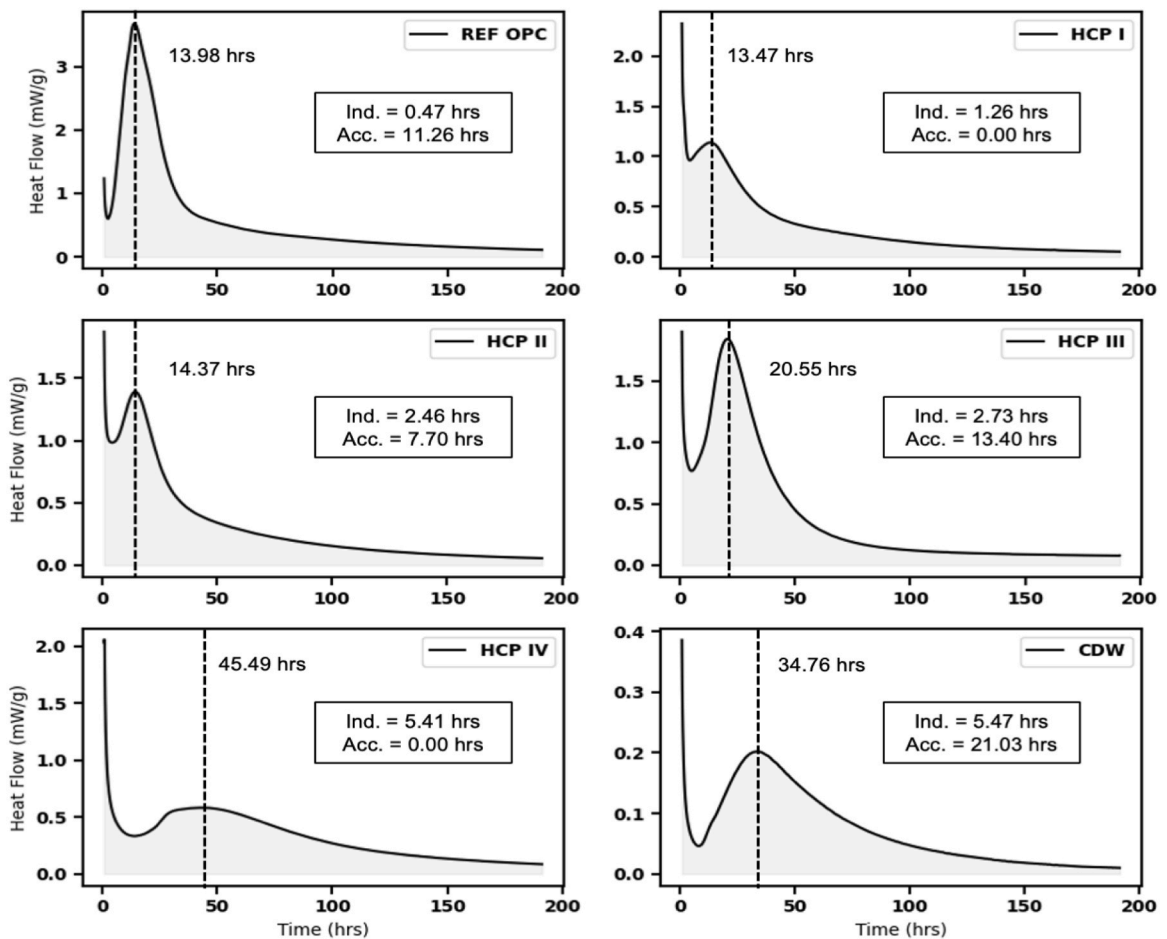 REF OPC
13.98 hrs
Ind. = 0.47 hrs
Acc. = 11.26 hrs
Heat Flow (mW/g)
3
2
1
0
0 50 100 150 200
HCP I
13.47 hrs
Ind. = 1.26 hrs
Acc. = 0.00 hrs
2.0
1.5
1.0
0.5
0.0
0 50 100 150 200
HCP II
14.37 hrs
Ind. = 2.46 hrs
Acc. = 7.70 hrs
Heat Flow (mW/g)
1.5
1.0
0.5
0.0
0 50 100 150 200
HCP III
20.55 hrs
Ind. = 2.73 hrs
Acc. = 13.40 hrs
1.5
1.0
0.5
0.0
0 50 100 150 200
HCP IV
45.49 hrs
Ind. = 5.41 hrs
Acc. = 0.00 hrs
Heat Flow (mW/g)
2.0
1.5
1.0
0.5
0.0
0 50 100 150 200
Time (hrs)
CDW
34.76 hrs
Ind. = 5.47 hrs
Acc. = 21.03 hrs
0.4
0.3
0.2
0.1
0.0
0 50 100 150 200
Time (hrs)